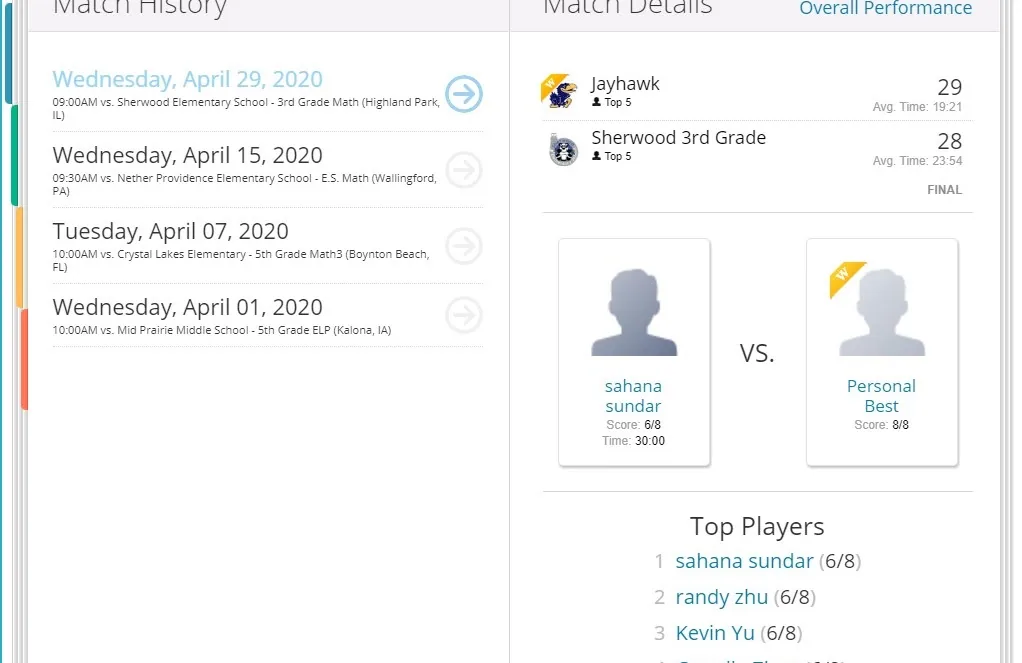 Match History
Wednesday, April 29, 2020
09:00AM vs. Sherwood Elementary School - 3rd Grade Math (Highland Park,
IL)
Wednesday, April 15, 2020
09:30AM vs. Nether Providence Elementary School - E.S. Math (Wallingford,
PA)
Tuesday, April 07, 2020
10:00AM vs. Crystal Lakes Elementary - 5th Grade Math3 (Boynton Beach,
FL)
Wednesday, April 01, 2020
10:00AM vs. Mid Prairie Middle School - 5th Grade ELP (Kalona, IA)
Match Details
Overall Performance
W
Jayhawk
Top 5
29
Avg. Time: 19:21
Sherwood 3rd Grade
Top 5
28
Avg. Time: 23:54
FINAL
sahana
sundar
Score: 6/8
Time: 30:00
VS.
W
Personal
Best
Score: 8/8
Top Players
1 sahana sundar (6/8)
2 randy zhu (6/8)
3 Kevin Yu (6/8)